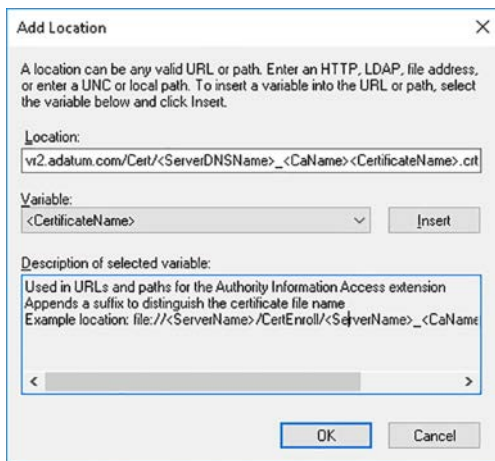 Add Location
A location can be any valid URL or path. Enter an HTTP, LDAP, file address,
or enter a UNC or local path. To insert a variable into the URL or path, select
the variable below and click Insert.
Location:
vr2.adatum.com/Cert/<ServerDNSName>_<CaName><CertificateName>.crt
Variable:
<CertificateName>
Insert
Description of selected variable:
Used in URLs and paths for the Authority Information Access extension
Appends a suffix to distinguish the certificate file name
Example location: file://<ServerName>/CertEnroll/<ServerName>_<CaName
OK
Cancel